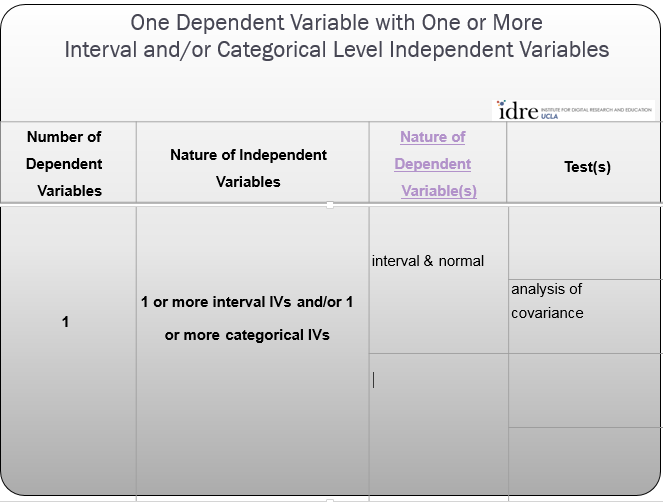 One Dependent Variable with One or More
Interval and/or Categorical Level Independent Variables
idre INSTITUTE FOR DIGITAL RESEARCH AND EDUCATION
UCLA
Number of
Dependent
Variables
Nature of Independent
Variables
Nature of
Dependent
Variable(s)
Test(s)
1
1 or more interval IVs and/or 1
or more categorical IVs
interval & normal
analysis of
covariance